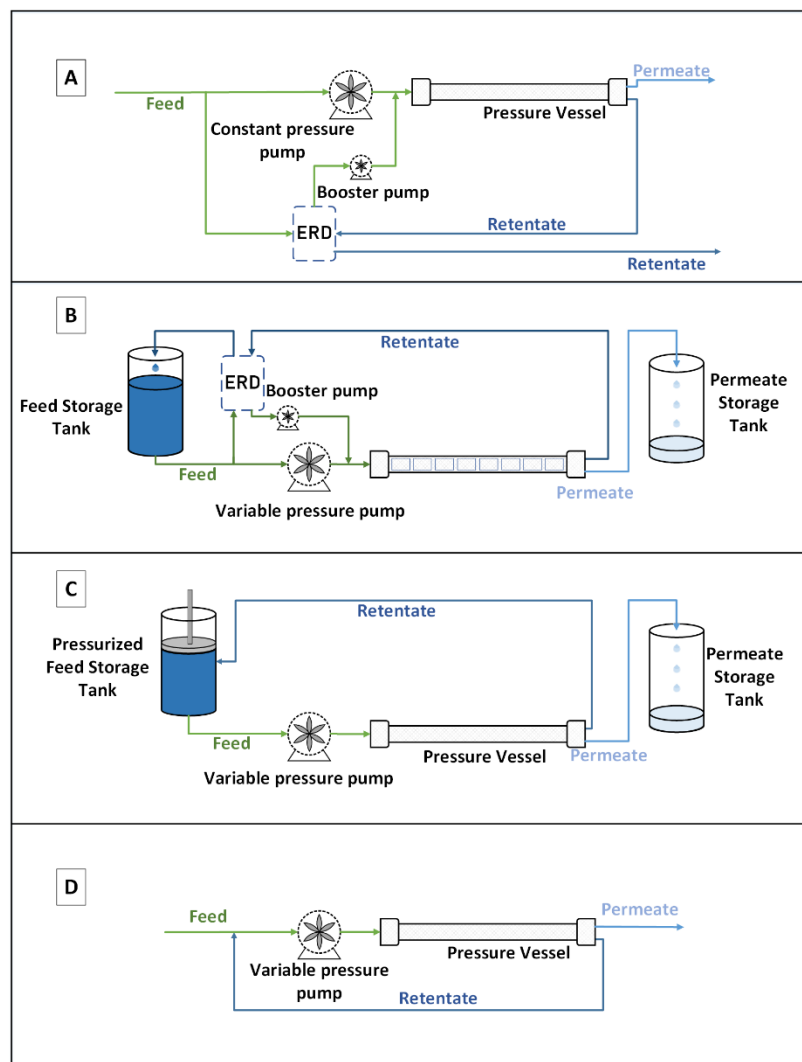 A
Feed
Constant pressure
pump
Permeate
Pressure Vessel
Booster pump
ERD
Retentate
Retentate
B
Retentate
ERD
Booster pump
Feed Storage
Tank
Permeate
Storage
Tank
Feed
Variable pressure pump
Permeate
C
Retentate
Pressurized
Feed Storage
Tank
Permeate
Storage
Tank
Feed
Variable pressure pump
Pressure Vessel
Permeate
D
Feed
Permeate
Variable pressure
pump
Pressure Vessel
Retentate